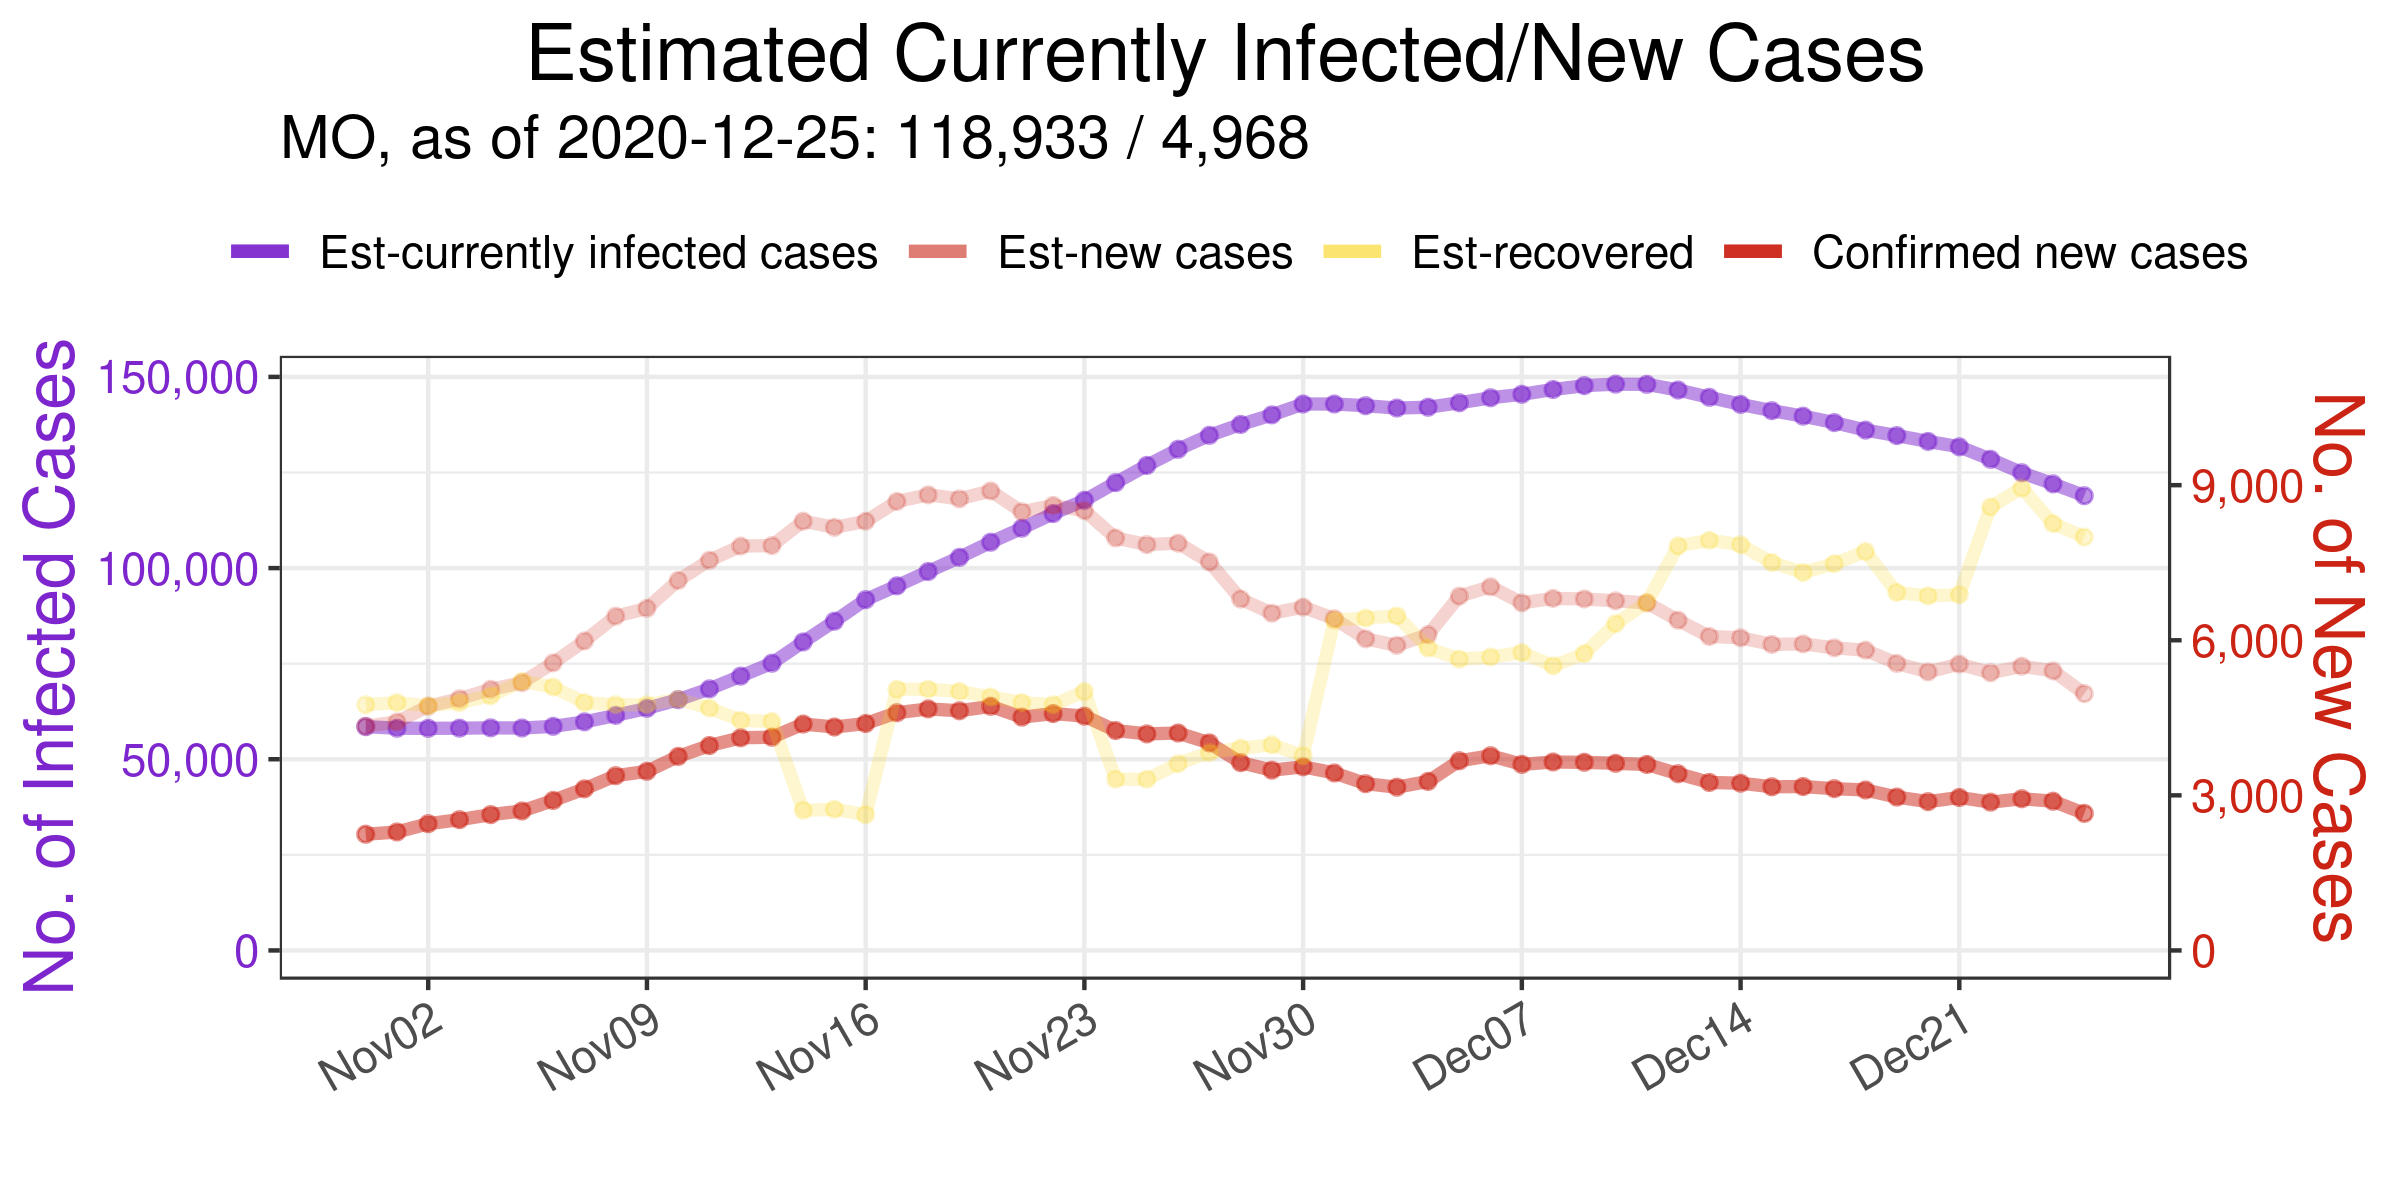 Estimated Currently Infected/New Cases
MO, as of 2020-12-25: 118,933 / 4,968
Est-currently infected cases
Est-new cases
Est-recovered
Confirmed new cases
No. of Infected Cases
150,000
100,000
50,000
0
9,000
6,000
3,000
0
No. of New Cases
Nov02
Nov09
Nov16
Nov23
Nov30
Dec07
Dec14
Dec21